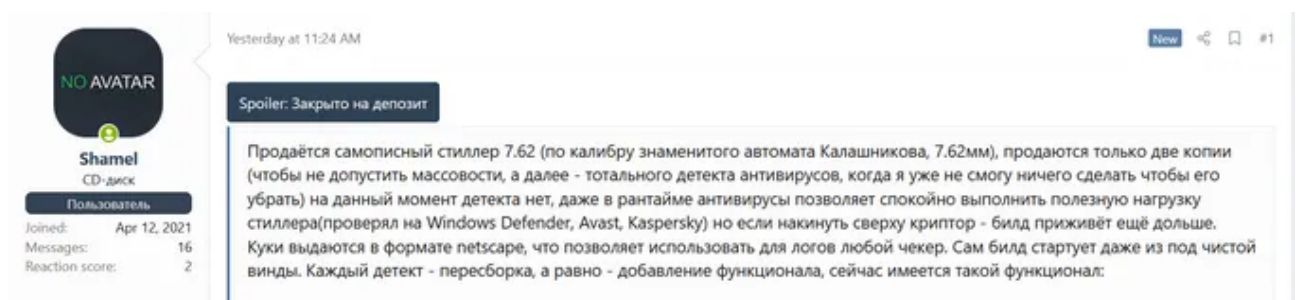 Yesterday at 11:24 AM
New
#1
NO AVATAR
Shamel
CD-диск
Пользователь
Joined: Apr 12, 2021
Messages: 16
Reaction score: 2
Spoiler: Закрыто на депозит
Продаётся самописный стиллер 7.62 (по калибру знаменитого автомата Калашникова, 7.62мм), продаются только две копии
(чтобы не допустить массовости, а далее - тотального детекта антивирусов, когда я уже не смогу ничего сделать чтобы его
убрать) на данный момент детекта нет, даже в рантайме антивирусы позволяет спокойно выполнить полезную нагрузку
стиллера(проверял на Windows Defender, Avast, Kaspersky) но если накинуть сверху криптор - билд приживёт ещё дольше.
Куки выдаются в формате netscape, что позволяет использовать для логов любой чекер. Сам билд стартует даже из под чистой
винды. Каждый детект - пересборка, а равно - добавление функционала, сейчас имеется такой функционал: